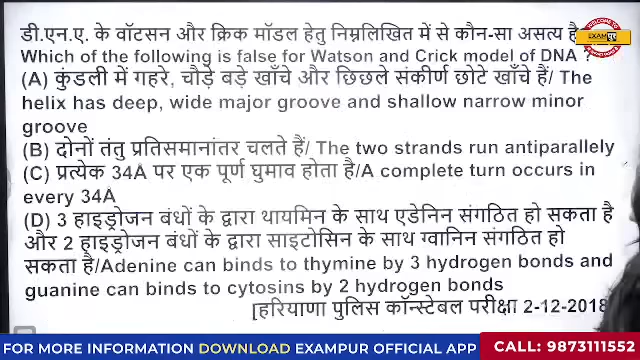 डी.एन.ए. के वॉटसन और क्रिक मॉडल हेतु निम्नलिखित में से कौन-सा असत्य है
Which of the following is false for Watson and Crick model of DNA ?
(A) कुंडली में गहरे, चौड़े बड़े खाँचे और छिछले संकीर्ण छोटे खाँचे हैं/ The
helix has deep, wide major groove and shallow narrow minor
groove
(B) दोनों तंतु प्रतिसमानांतर चलते हैं/ The two strands run antiparallely
(C) प्रत्येक 34A पर एक पूर्ण घुमाव होता है/A complete turn occurs in
every 34A
(D) 3 हाइड्रोजन बंधों के द्वारा थायमिन के साथ एडेनिन संगठित हो सकता है
और 2 हाइड्रोजन बंधों के द्वारा साइटोसिन के साथ ग्वानिन संगठित हो
सकता है/Adenine can binds to thymine by 3 hydrogen bonds and
guanine can binds to cytosins by 2 hydrogen bonds
[हरियाणा पुलिस कॉन्स्टेबल परीक्षा 2-12-2018
WELCOME TO
EXAMPUR
FOR MORE INFORMATION DOWNLOAD EXAMPUR OFFICIAL APP
CALL: 9873111552